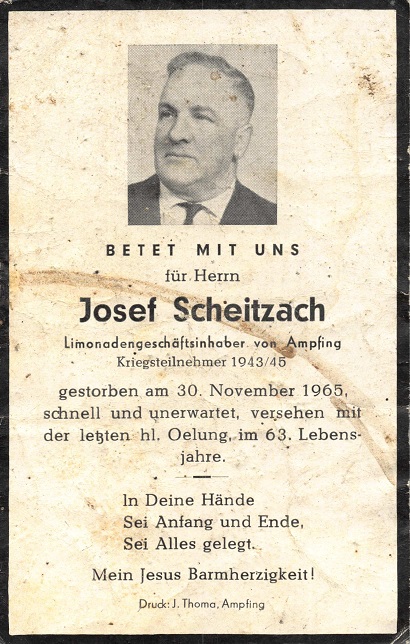 BETET MIT UNS
für Herrn
Josef Scheitzach
Limonadengeschäftsinhaber von Ampfing
Kriegsteilnehmer 1943/45
gestorben am 30. November 1965,
schnell und unerwartet, versehen mit
der letzten hl. Oelung, im 63. Lebens-
jahre.
In Deine Hände
Sei Anfang und Ende,
Sei Alles gelegt.
Mein Jesus Barmherzigkeit!
Druck: J. Thoma, Ampfing